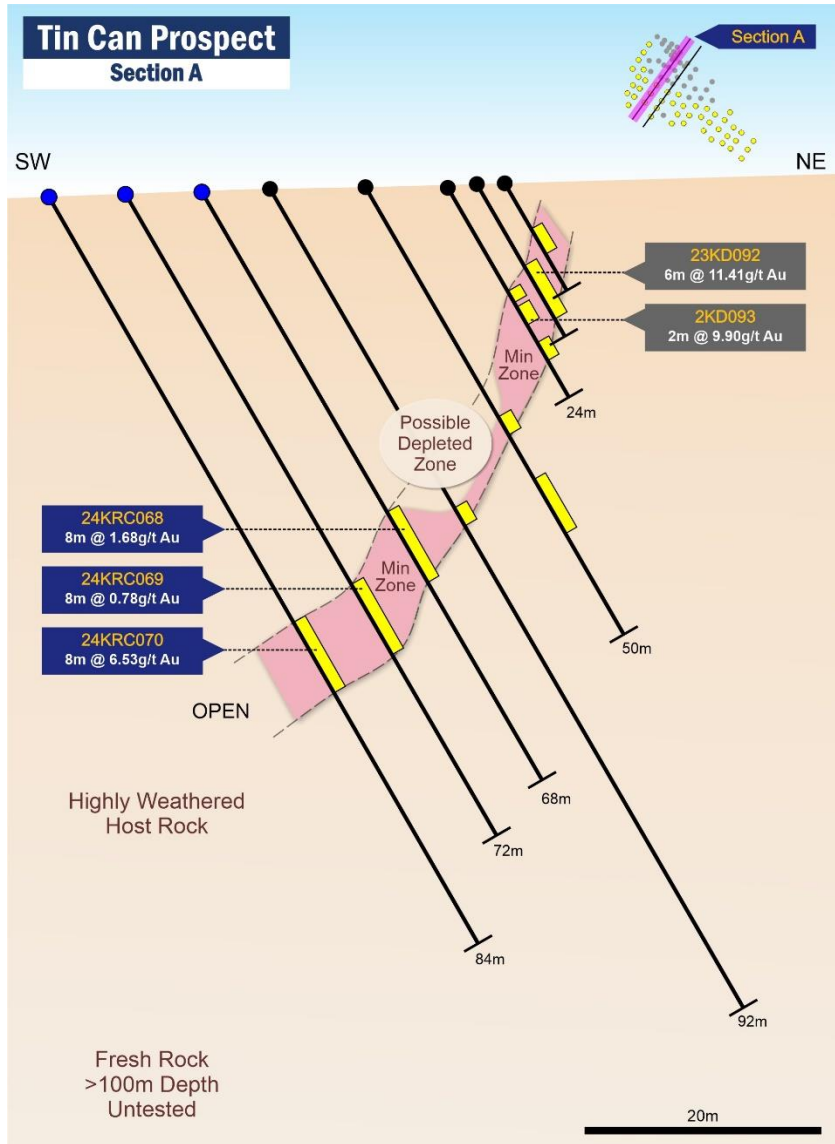 Tin Can Prospect
Section A
Section A
SW
NE
23KD092
6m @ 11.41g/t Au
2KD093
2m @ 9.90g/t Au
Min
Zone
24m
Possible
Depleted
Zone
24KRC068
8m @ 1.68g/t Au
24KRC069
8m @ 0.78g/t Au
24KRC070
8m @ 6.53g/t Au
Min
Zone
50m
OPEN
68m
Highly Weathered
Host Rock
72m
84m
92m
Fresh Rock
>100m Depth
Untested
20m